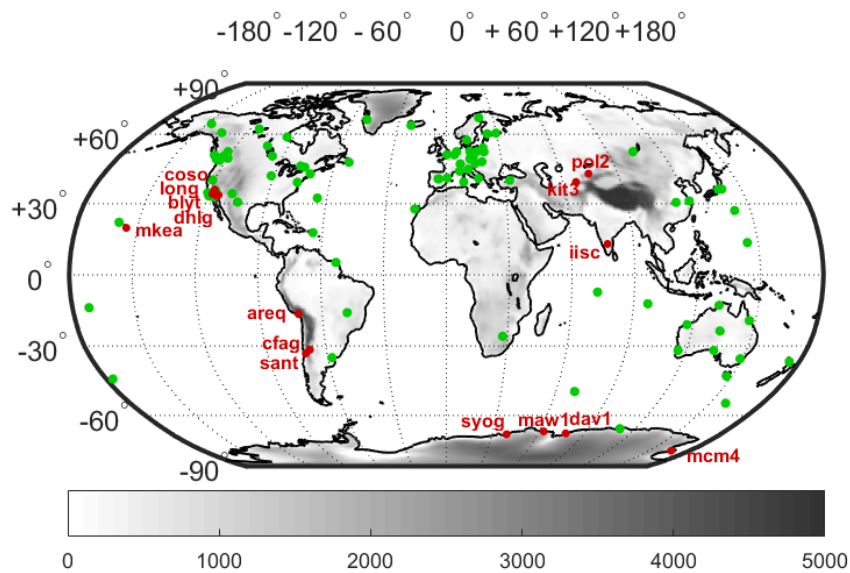 -180° -120° - 60° 0° + 60° +120° +180°
+90°
+60°
pol2
coso
kit3
long
blyt
+30°
dhlg
mkea
iisc
0°
areq
cfag
-30°
sant
-60°
syog maw1 dav1
mcm4
-90°
0 1000 2000 3000 4000 5000